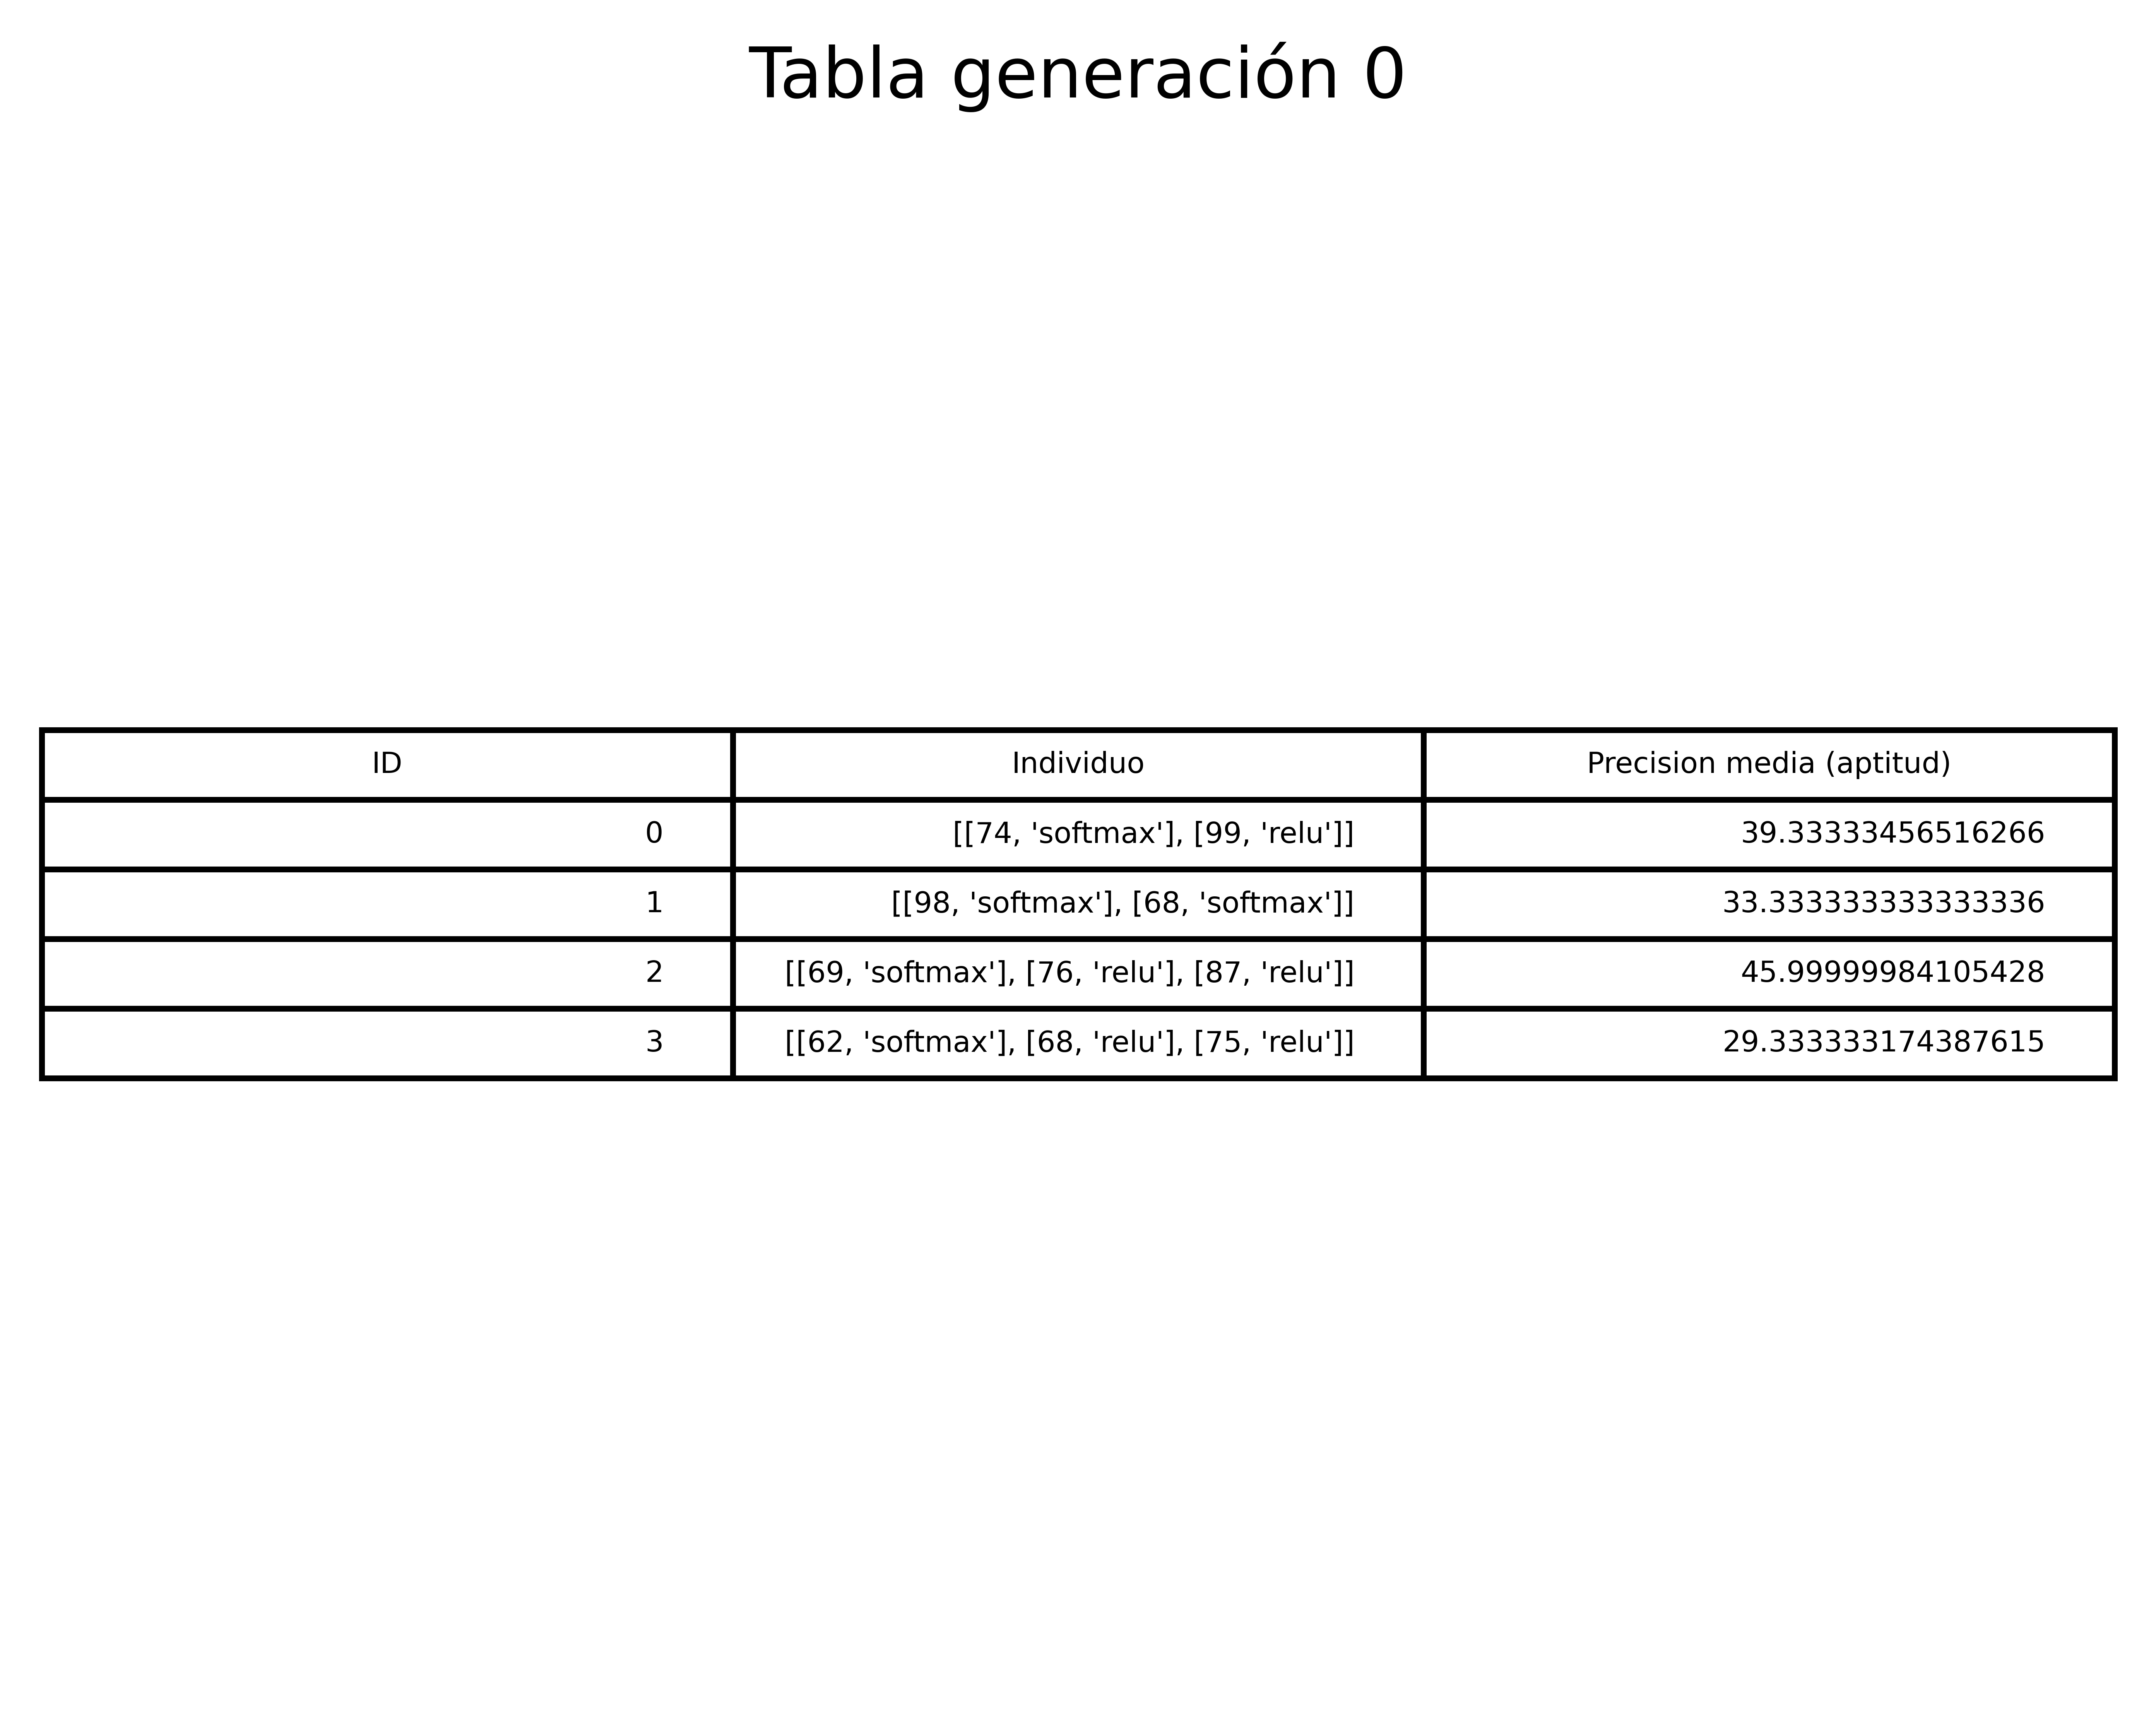 Tabla generación 0
ID Individuo Precision media (aptitud)
0 [[74, 'softmax'], [99, 'relu']] 39.33333456516266
1 [[98, 'softmax'], [68, 'softmax']] 33.333333333333336
2 [[69, 'softmax'], [76, 'relu'], [87, 'relu']] 45.99999984105428
3 [[62, 'softmax'], [68, 'relu'], [75, 'relu']] 29.333333174387615